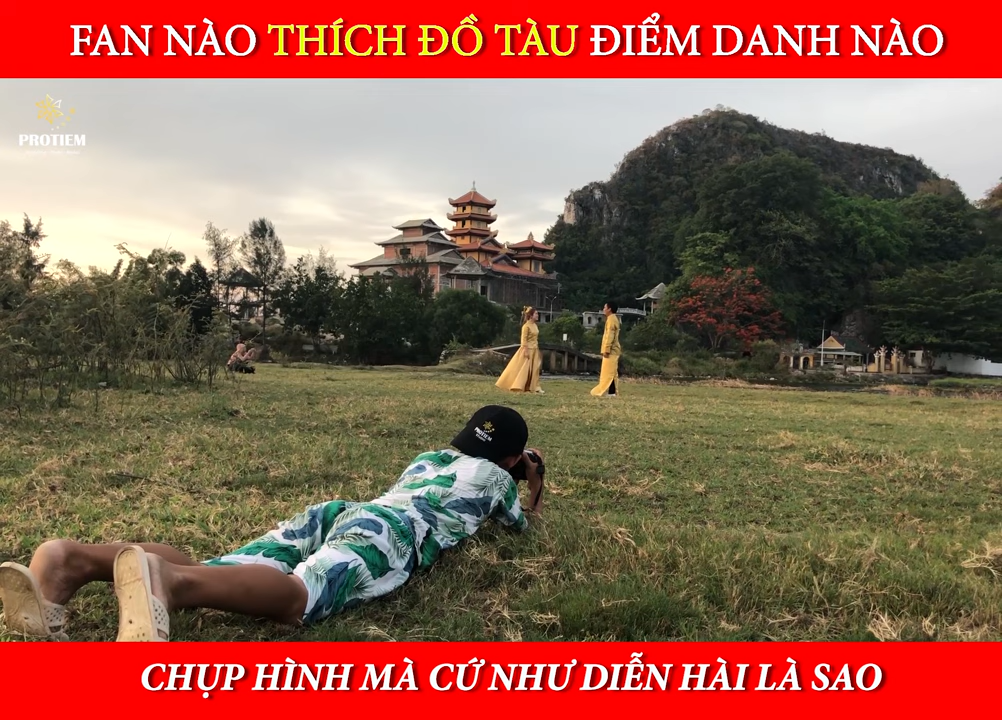 FAN NÀO THÍCH ĐỒ TÀU ĐIỂM DANH NÀO
PROTIEM
PROTIEM
CHỤP HÌNH MÀ CỨ NHƯ DIỄN HÀI LÀ SAO